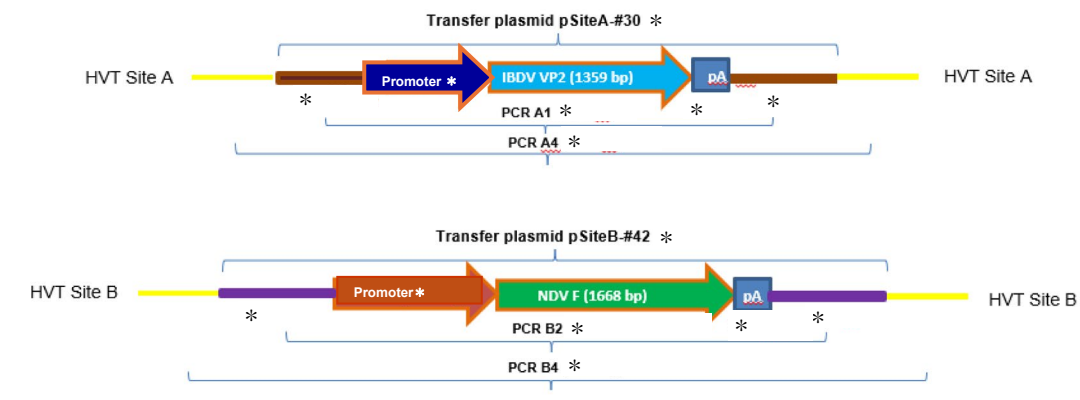 Transfer plasmid pSiteA-#30 *
HVT Site A
Promoter *
IBDV VP2 (1359 bp)
pA
HVT Site A
* * *
PCR A1 *
PCR A4 *
Transfer plasmid pSiteB-#42 *
HVT Site B
Promoter *
NDV F (1668 bp)
pA
HVT Site B
* * *
PCR B2 *
PCR B4 *